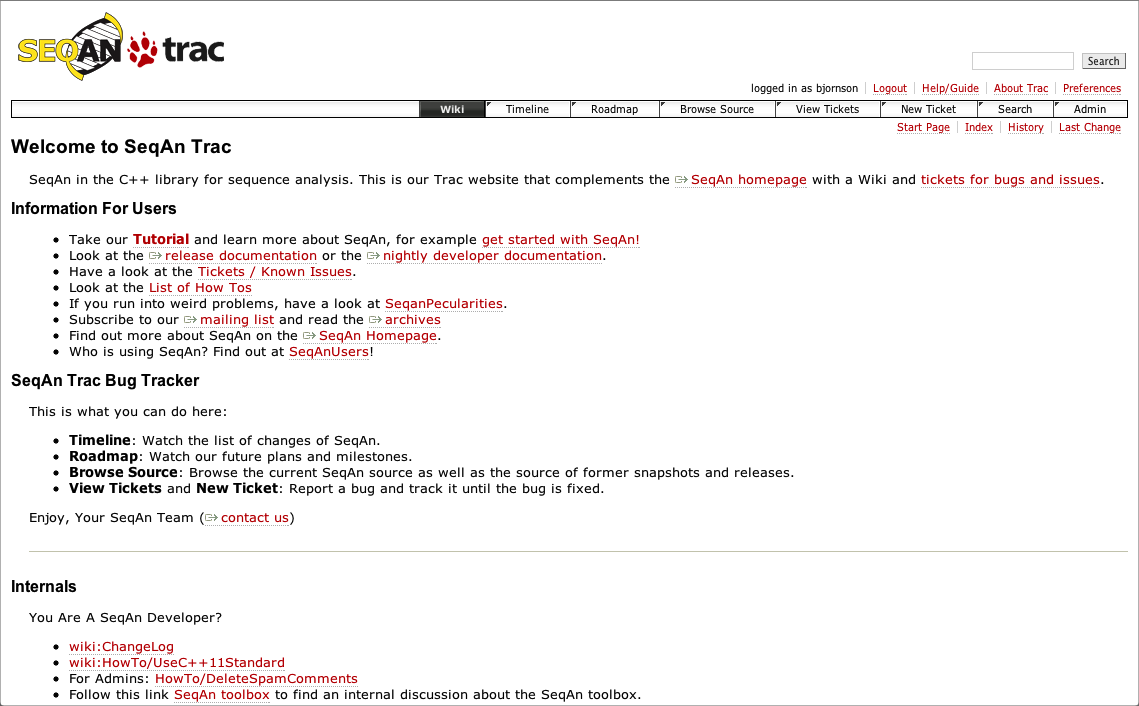 SEQAN trac
Search
logged in as bjornson Logout Help/Guide About Trac Preferences
Wiki Timeline Roadmap Browse Source View Tickets New Ticket Search Admin
Start Page Index History Last Change
Welcome to SeqAn Trac
SeqAn in the C++ library for sequence analysis. This is our Trac website that complements the SeqAn homepage with a Wiki and tickets for bugs and issues.
Information For Users
• Take our Tutorial and learn more about SeqAn, for example get started with SeqAn!
• Look at the release documentation or the nightly developer documentation.
• Have a look at the Tickets / Known Issues.
• Look at the List of How Tos
• If you run into weird problems, have a look at SeqanPecularities.
• Subscribe to our mailing list and read the archives
• Find out more about SeqAn on the SeqAn Homepage.
• Who is using SeqAn? Find out at SeqAnUsers!
SeqAn Trac Bug Tracker
This is what you can do here:
• Timeline: Watch the list of changes of SeqAn.
• Roadmap: Watch our future plans and milestones.
• Browse Source: Browse the current SeqAn source as well as the source of former snapshots and releases.
• View Tickets and New Ticket: Report a bug and track it until the bug is fixed.
Enjoy, Your SeqAn Team (contact us)
Internals
You Are A SeqAn Developer?
• wiki:ChangeLog
• wiki:HowTo/UseC++11Standard
• For Admins: HowTo/DeleteSpamComments
• Follow this link SeqAn toolbox to find an internal discussion about the SeqAn toolbox.